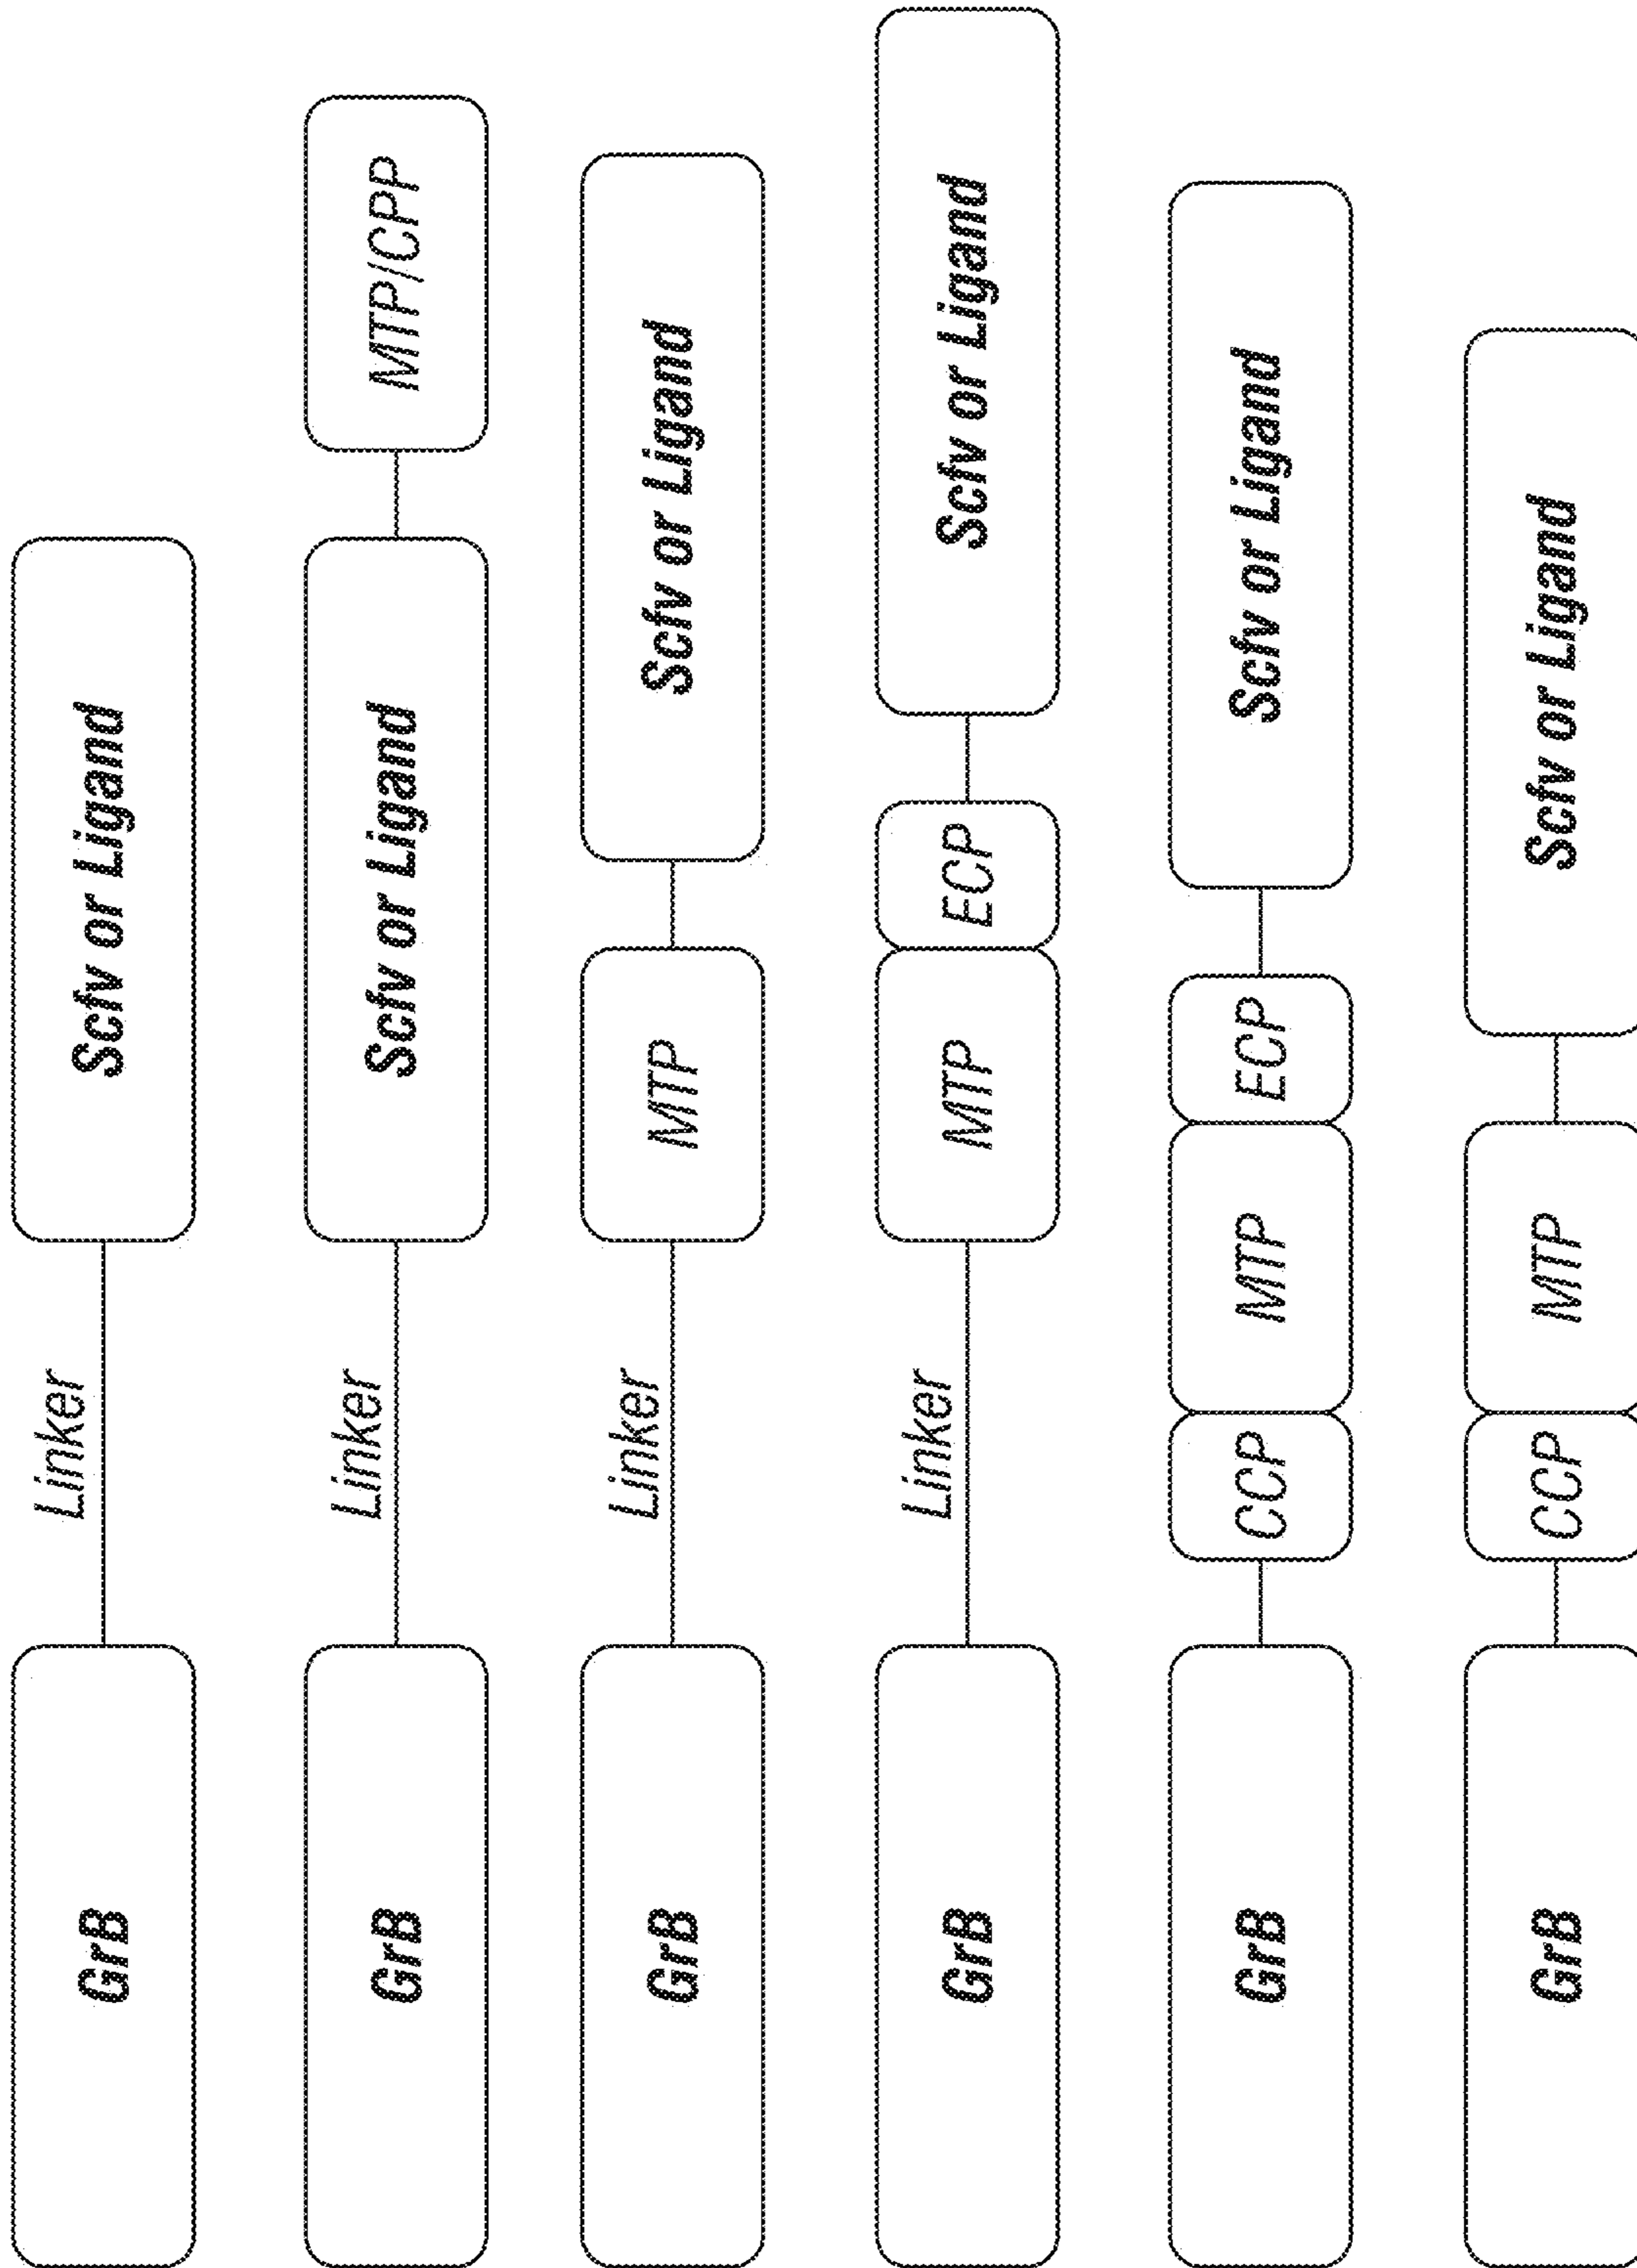 GrB
Linker
Scfv or Ligand
GrB
Linker
Scfv or Ligand
MTP/CPP
GrB
Linker
MTP
Scfv or Ligand
GrB
Linker
MTP
ECP
Scfv or Ligand
GrB
CCP
MTP
ECP
Scfv or Ligand
GrB
CCP
MTP
Scfv or Ligand